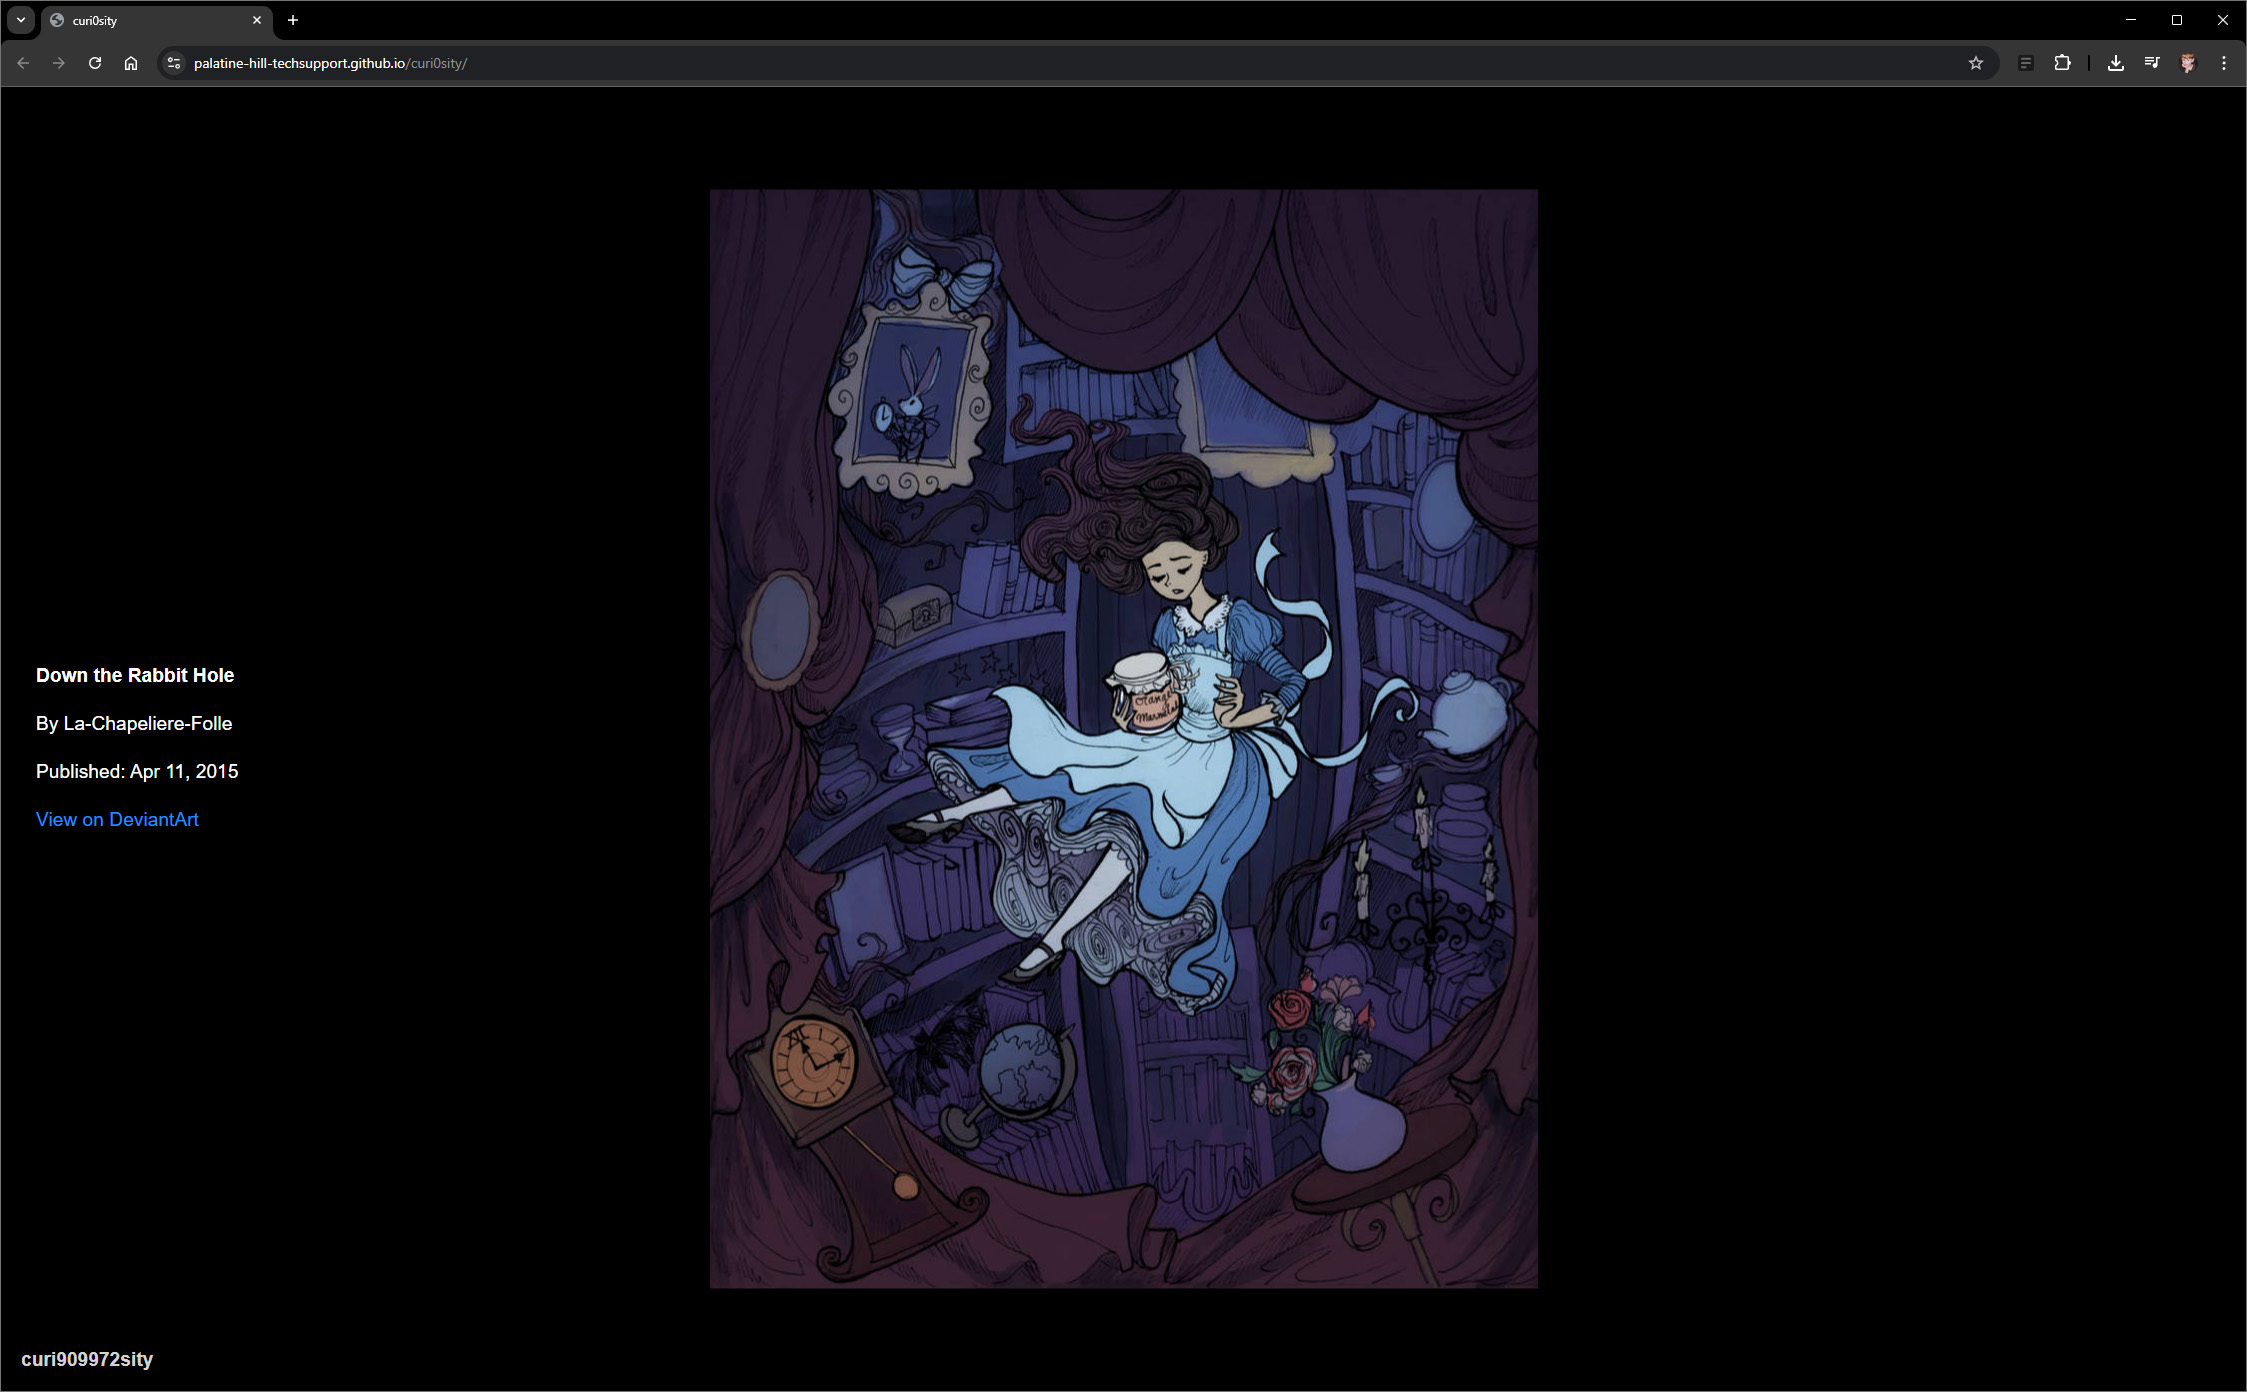 curi0sity
palatine-hill-techsupport.github.io/curi0sity/
XII
Orange
Down the Rabbit Hole
By La-Chapeliere-Folle
Published: Apr 11, 2015
View on DeviantArt
curi909972sity